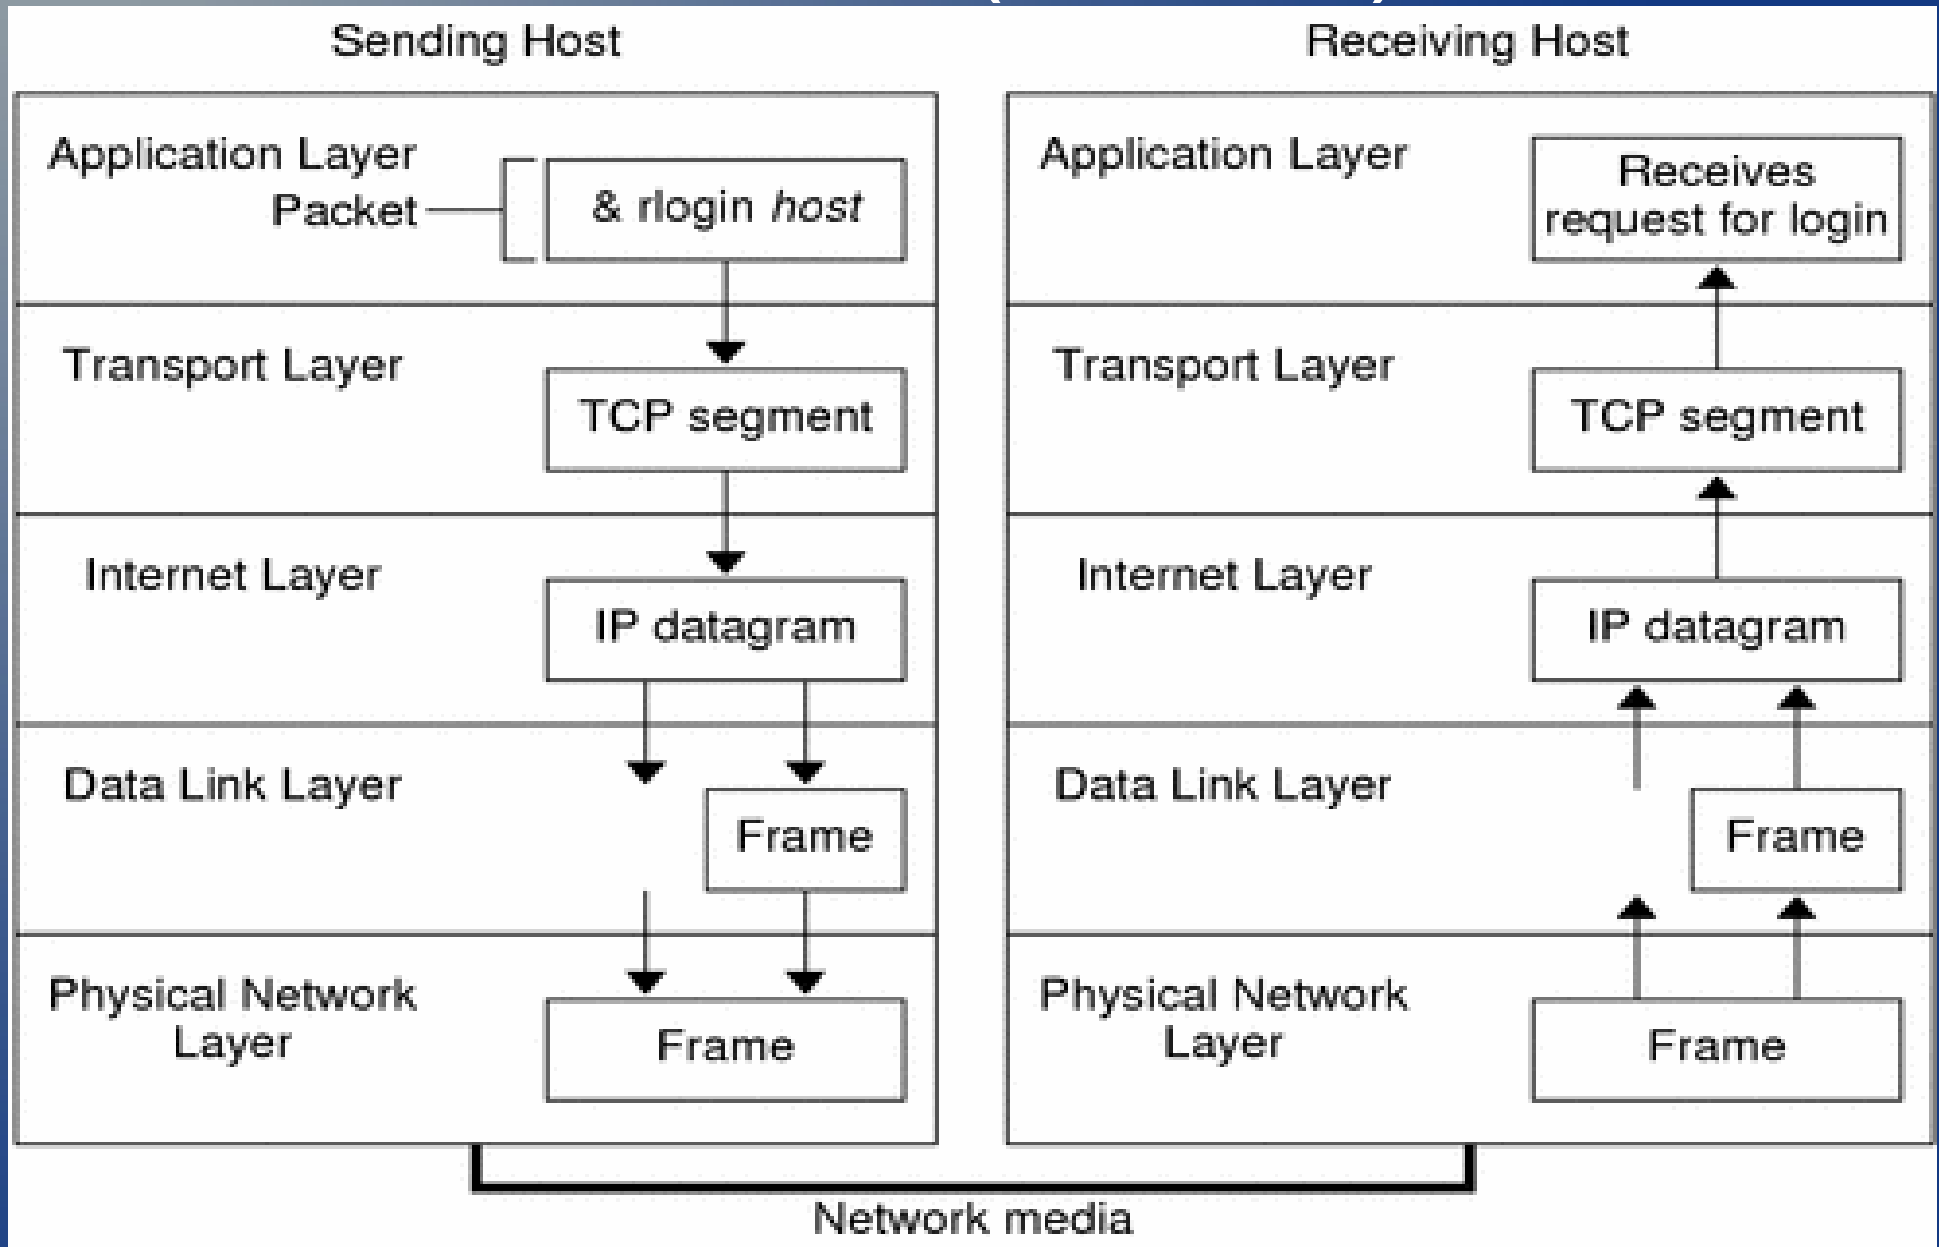 Sending Host
Application Layer
Packet
& rlogin host
Transport Layer
TCP segment
Internet Layer
IP datagram
Data Link Layer
Frame
Physical Network
Layer
Frame
Receiving Host
Application Layer
Receives
request for login
Transport Layer
TCP segment
Internet Layer
IP datagram
Data Link Layer
Frame
Physical Network
Layer
Frame
Network media